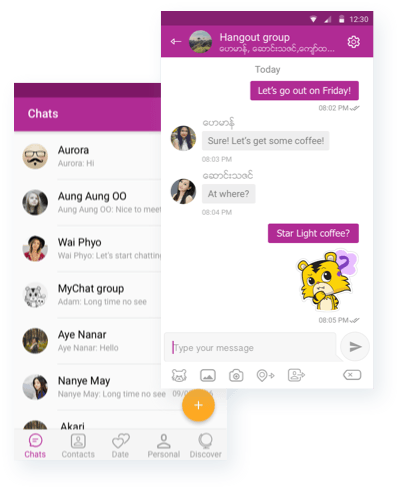 Chats
Aurora
Aurora: Hi
Aung Aung OO
Aung Aung OO: Nice to meet
Wai Phyo
Wai Phyo: Let's start chatting
MyChat group
Adam: Long time no see
Aye Nanar
Aye Nanar: Hello
Nanye May
Nanye May: Long time no see
Akari
Chats
Contacts
Date
Personal
Discover
12:30
Hangout group
ဟေမာန်, ဆောင်းသဇင်,ကျော်ထ...
Today
Let's go out on Friday!
08:02 PM
ဟေမာန်
Sure! Let's get some coffee!
08:03 PM
ဆောင်းသဇင်
At where?
08:04 PM
Star Light coffee?
?
08:05 PM
Type your message